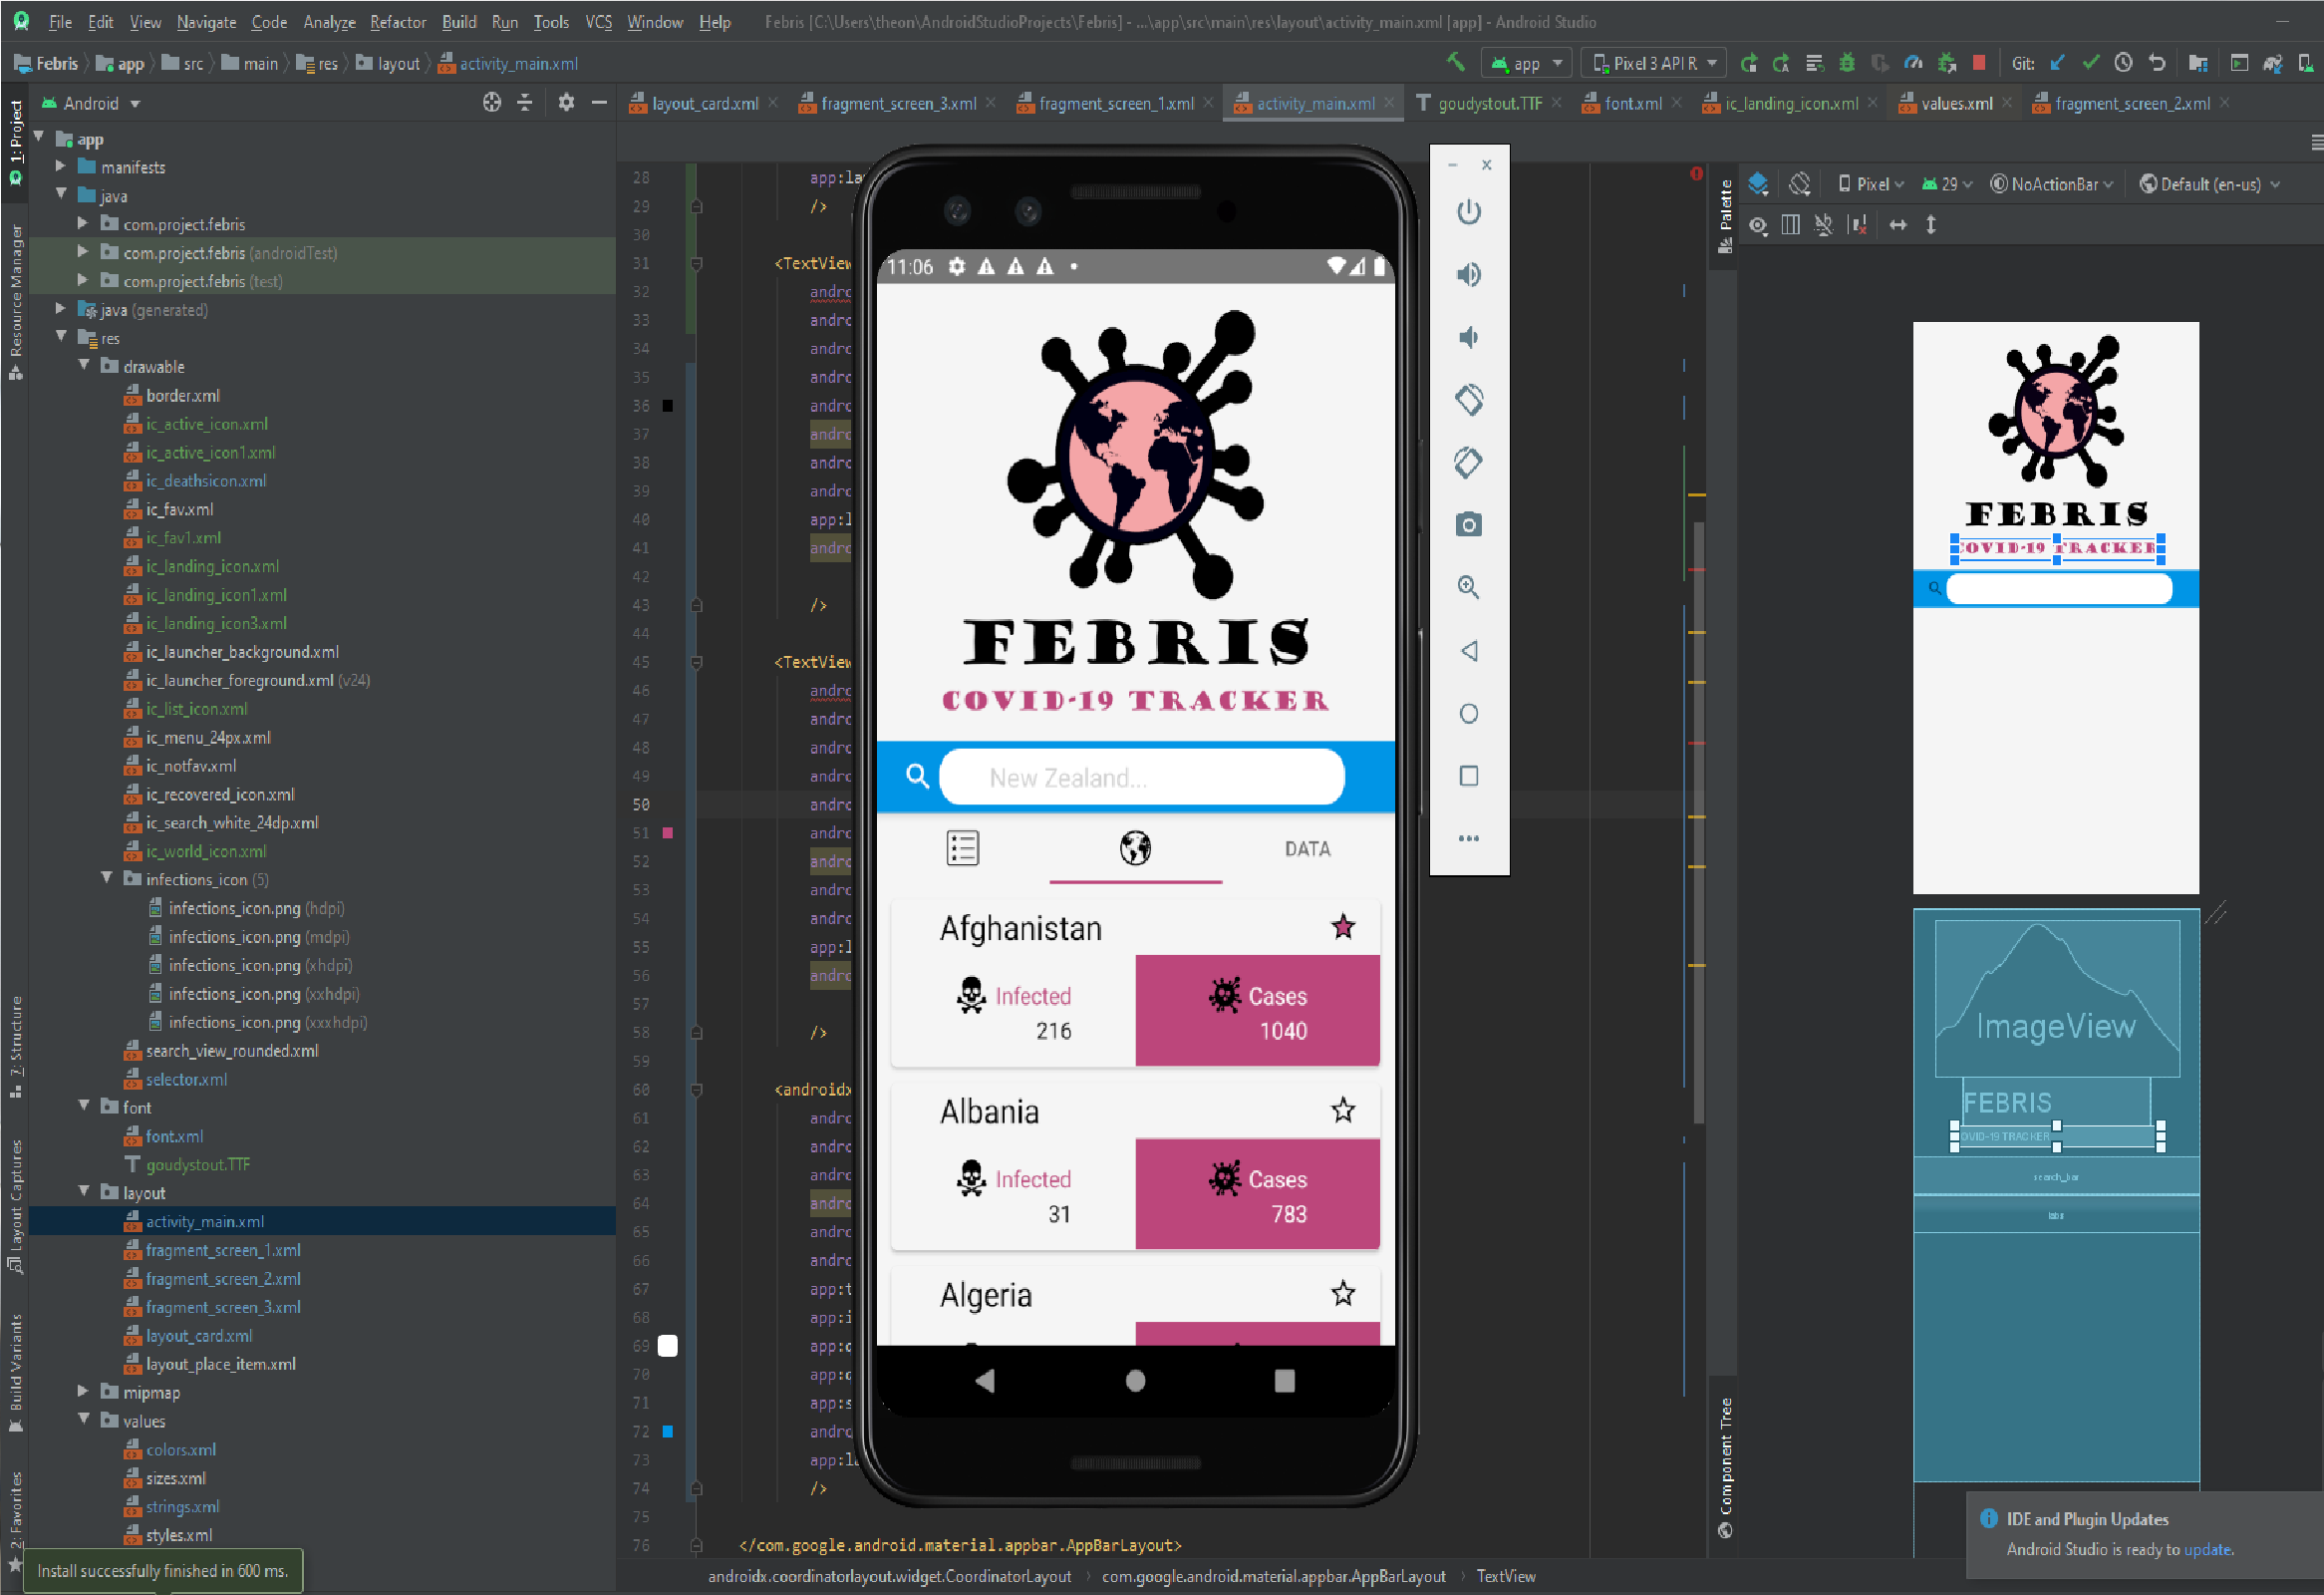 File Edit View Navigate Code Analyze Refactor Build Run Tools VCS Window Help Febris [C:\Users\theon\AndroidStudioProjects\Febris] - ...\app\src\main\res\layout\activity_main.xml [app] - Android Studio
Febris app src main res layout activity_main.xml app Pixel 3 API R Git:
Android layout_card.xml fragment_screen_3.xml fragment_screen_1.xml activity_main.xml goudystout.TTF font.xml ic_landing_icon.xml values.xml fragment_screen_2.xml
1: Project
Resource Manager
7: Structure
Layout Captures
Build Variants
2: Favorites
app
manifests
java
com.project.febris
com.project.febris (androidTest)
com.project.febris (test)
java (generated)
res
drawable
border.xml
ic_active_icon.xml
ic_active_icon1.xml
ic_deathsicon.xml
ic_fav.xml
ic_fav1.xml
ic_landing_icon.xml
ic_landing_icon1.xml
ic_landing_icon3.xml
ic_launcher_background.xml
ic_launcher_foreground.xml (v24)
ic_list_icon.xml
ic_menu_24px.xml
ic_notfav.xml
ic_recovered_icon.xml
ic_search_white_24dp.xml
ic_world_icon.xml
infections_icon (5)
infections_icon.png (hdpi)
infections_icon.png (mdpi)
infections_icon.png (xhdpi)
infections_icon.png (xxhdpi)
infections_icon.png (xxxhdpi)
search_view_rounded.xml
selector.xml
font
font.xml
goudystout.TTF
layout
activity_main.xml
fragment_screen_1.xml
fragment_screen_2.xml
fragment_screen_3.xml
layout_card.xml
layout_place_item.xml
mipmap
values
colors.xml
sizes.xml
strings.xml
styles.xml
Install successfully finished in 600 ms.
28 app:la
29 />
30
31 <TextView
32 andro
33 andro
34 andro
35 andro
36 andro
37 andro
38 andro
39 andro
40 app:l
41 andro
42
43 />
44
45 <TextView
46 andro
47 andro
48 andro
49 andro
50 andro
51 andro
52 andro
53 andro
54 andro
55 app:l
56 andro
57
58 />
59
60 <androidx
61 andro
62 andro
63 andro
64 andro
65 andro
66 andro
67 app:t
68 app:i
69 app:c
70 app:c
71 app:s
72 andro
73 app:la
74 />
75
76 </com.google.android.material.appbar.AppBarLayout>
androidx.coordinatorlayout.widget.CoordinatorLayout com.google.android.material.appbar.AppBarLayout TextView
11:06
FEBRIS
COVID-19 TRACKER
New Zealand...
DATA
Afghanistan
Infected Cases
216 1040
Albania
Infected Cases
31 783
Algeria
Palette
Component Tree
Pixel 29 NoActionBar Default (en-us)
FEBRIS
COVID-19 TRACKER
ImageView
FEBRIS
OVID-19 TRACKER
search_bar
tabs
IDE and Plugin Updates
Android Studio is ready to update.